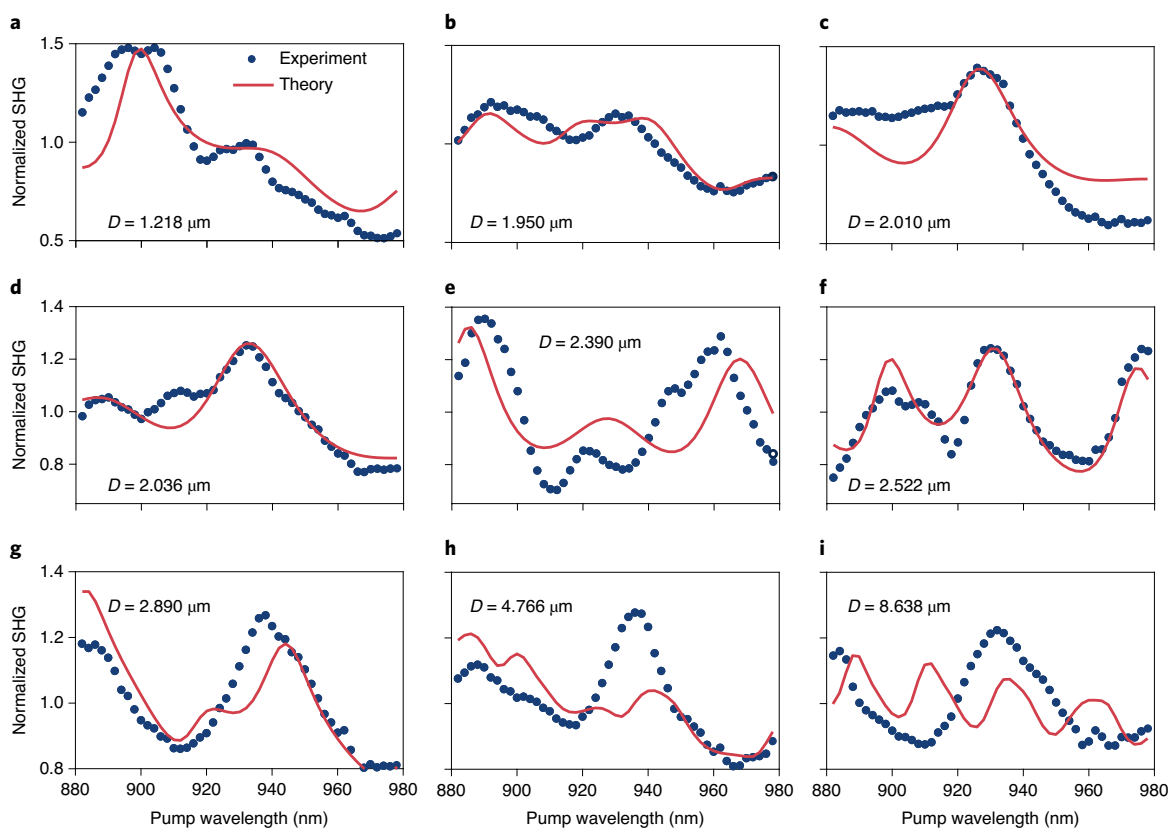 a
b
c
Normalized SHG
1.5
1.0
0.5
Experiment
Theory
D = 1.218 μm
D = 1.950 μm
D = 2.010 μm
d
e
f
Normalized SHG
1.4
1.2
1.0
0.8
D = 2.036 μm
D = 2.390 μm
D = 2.522 μm
g
h
i
Normalized SHG
1.4
1.2
1.0
0.8
D = 2.890 μm
D = 4.766 μm
D = 8.638 μm
880 900 920 940 960 980
880 900 920 940 960 980
880 900 920 940 960 980
Pump wavelength (nm)
Pump wavelength (nm)
Pump wavelength (nm)